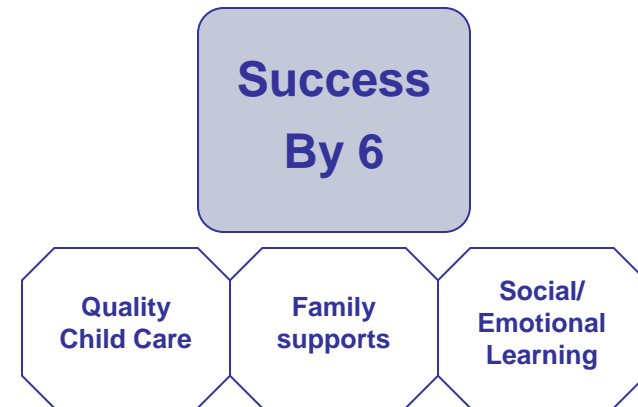 Success
By 6
Quality
Child Care
Family
supports
Social/
Emotional
Learning